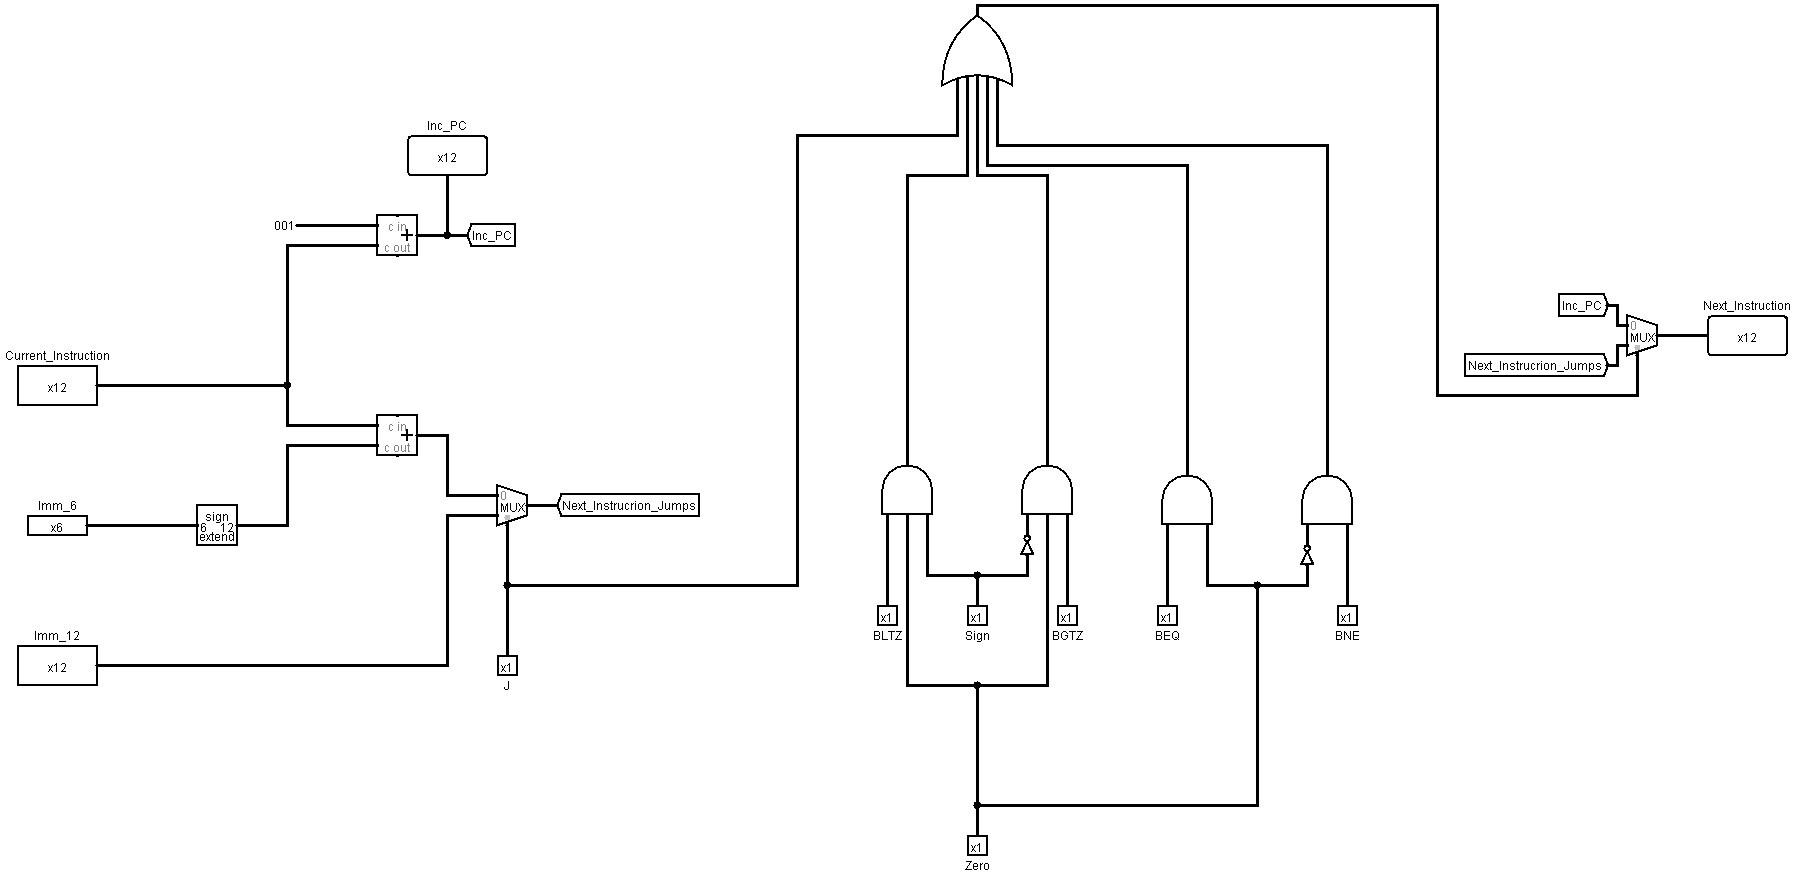 Inc_PC
x12
001
c in
+
c out
Inc_PC
Inc_PC
0
MUX
Next_Instrucrion_Jumps
Next_Instruction
x12
Current_Instruction
x12
c in
+
c out
Imm_6
x6
sign
6 12
extend
0
MUX
Next_Instrucrion_Jumps
Imm_12
x12
x1
J
x1
BLTZ
x1
Sign
x1
BGTZ
x1
BEQ
x1
BNE
x1
Zero